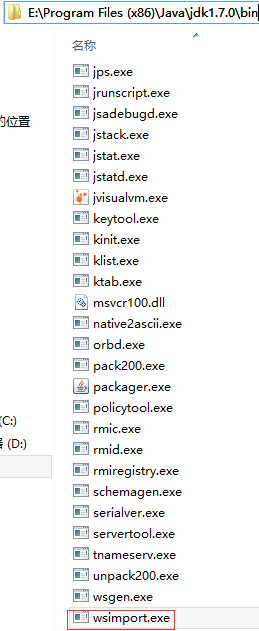 E:\Program Files (x86)\Java\jdk1.7.0\bin
名称
jps.exe
jrunscript.exe
jsadebugd.exe
的位置
jstack.exe
jstat.exe
jstatd.exe
jvisualvm.exe
keytool.exe
kinit.exe
klist.exe
ktab.exe
msvcr100.dll
native2ascii.exe
orbd.exe
pack200.exe
packager.exe
policytool.exe
(C:)
rmic.exe
器 (D:)
rmid.exe
rmiregistry.exe
schemagen.exe
serialver.exe
servertool.exe
tnameserv.exe
unpack200.exe
wsgen.exe
wsimport.exe